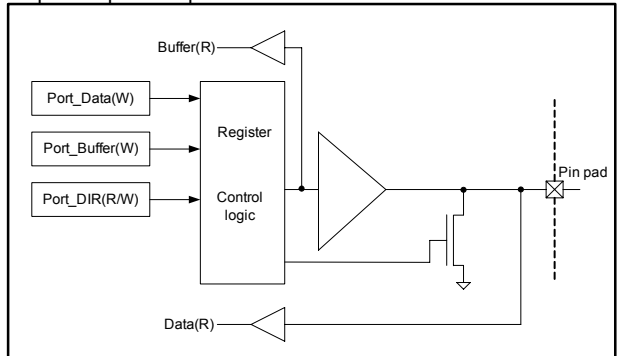 Buffer(R)
Port_Data(W)
Port_Buffer(W)
Port_DIR(R/W)
Register
Control
logic
Pin pad
Data(R)